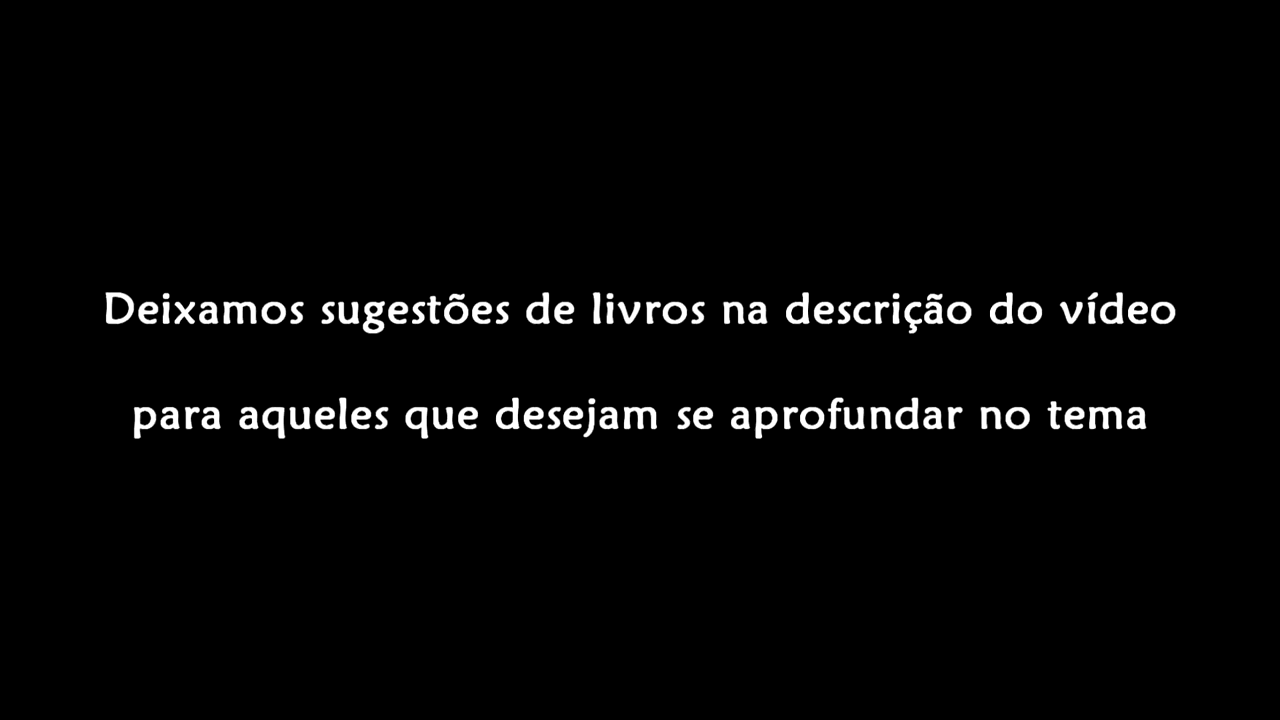 Deixamos sugestões de livros na descrição do vídeo
para aqueles que desejam se aprofundar no tema